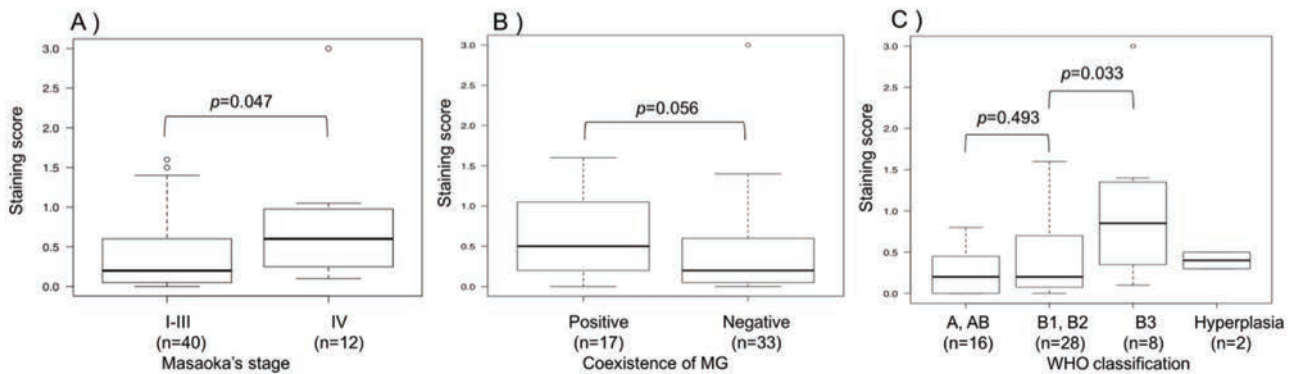 A )
Staining score
3.0
2.5
2.0
1.5
1.0
0.5
0.0
p=0.047
I-III
(n=40)
IV
(n=12)
Masaoka's stage
B )
Staining score
3.0
2.5
2.0
1.5
1.0
0.5
0.0
p=0.056
Positive
(n=17)
Negative
(n=33)
Coexistence of MG
C )
Staining score
3.0
2.5
2.0
1.5
1.0
0.5
0.0
p=0.493
p=0.033
A, AB
(n=16)
B1, B2
(n=28)
B3
(n=8)
Hyperplasia
(n=2)
WHO classification